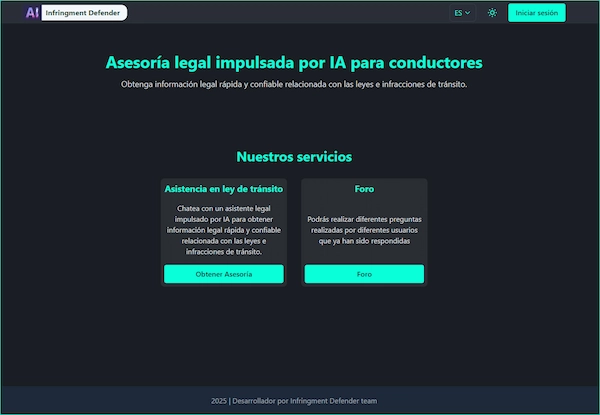 AI Infringment Defender
ES
Iniciar sesión
Asesoría legal impulsada por IA para conductores
Obtenga información legal rápida y confiable relacionada con las leyes e infracciones de tránsito.
Nuestros servicios
Asistencia en ley de tránsito
Chatea con un asistente legal
impulsado por IA para obtener
información legal rápida y confiable
relacionada con las leyes e
infracciones de tránsito.
Obtener Asesoría
Foro
Podrás realizar diferentes preguntas
realizadas por diferentes usuarios
que ya han sido respondidas
Foro
2025 | Desarrollador por Infringment Defender team